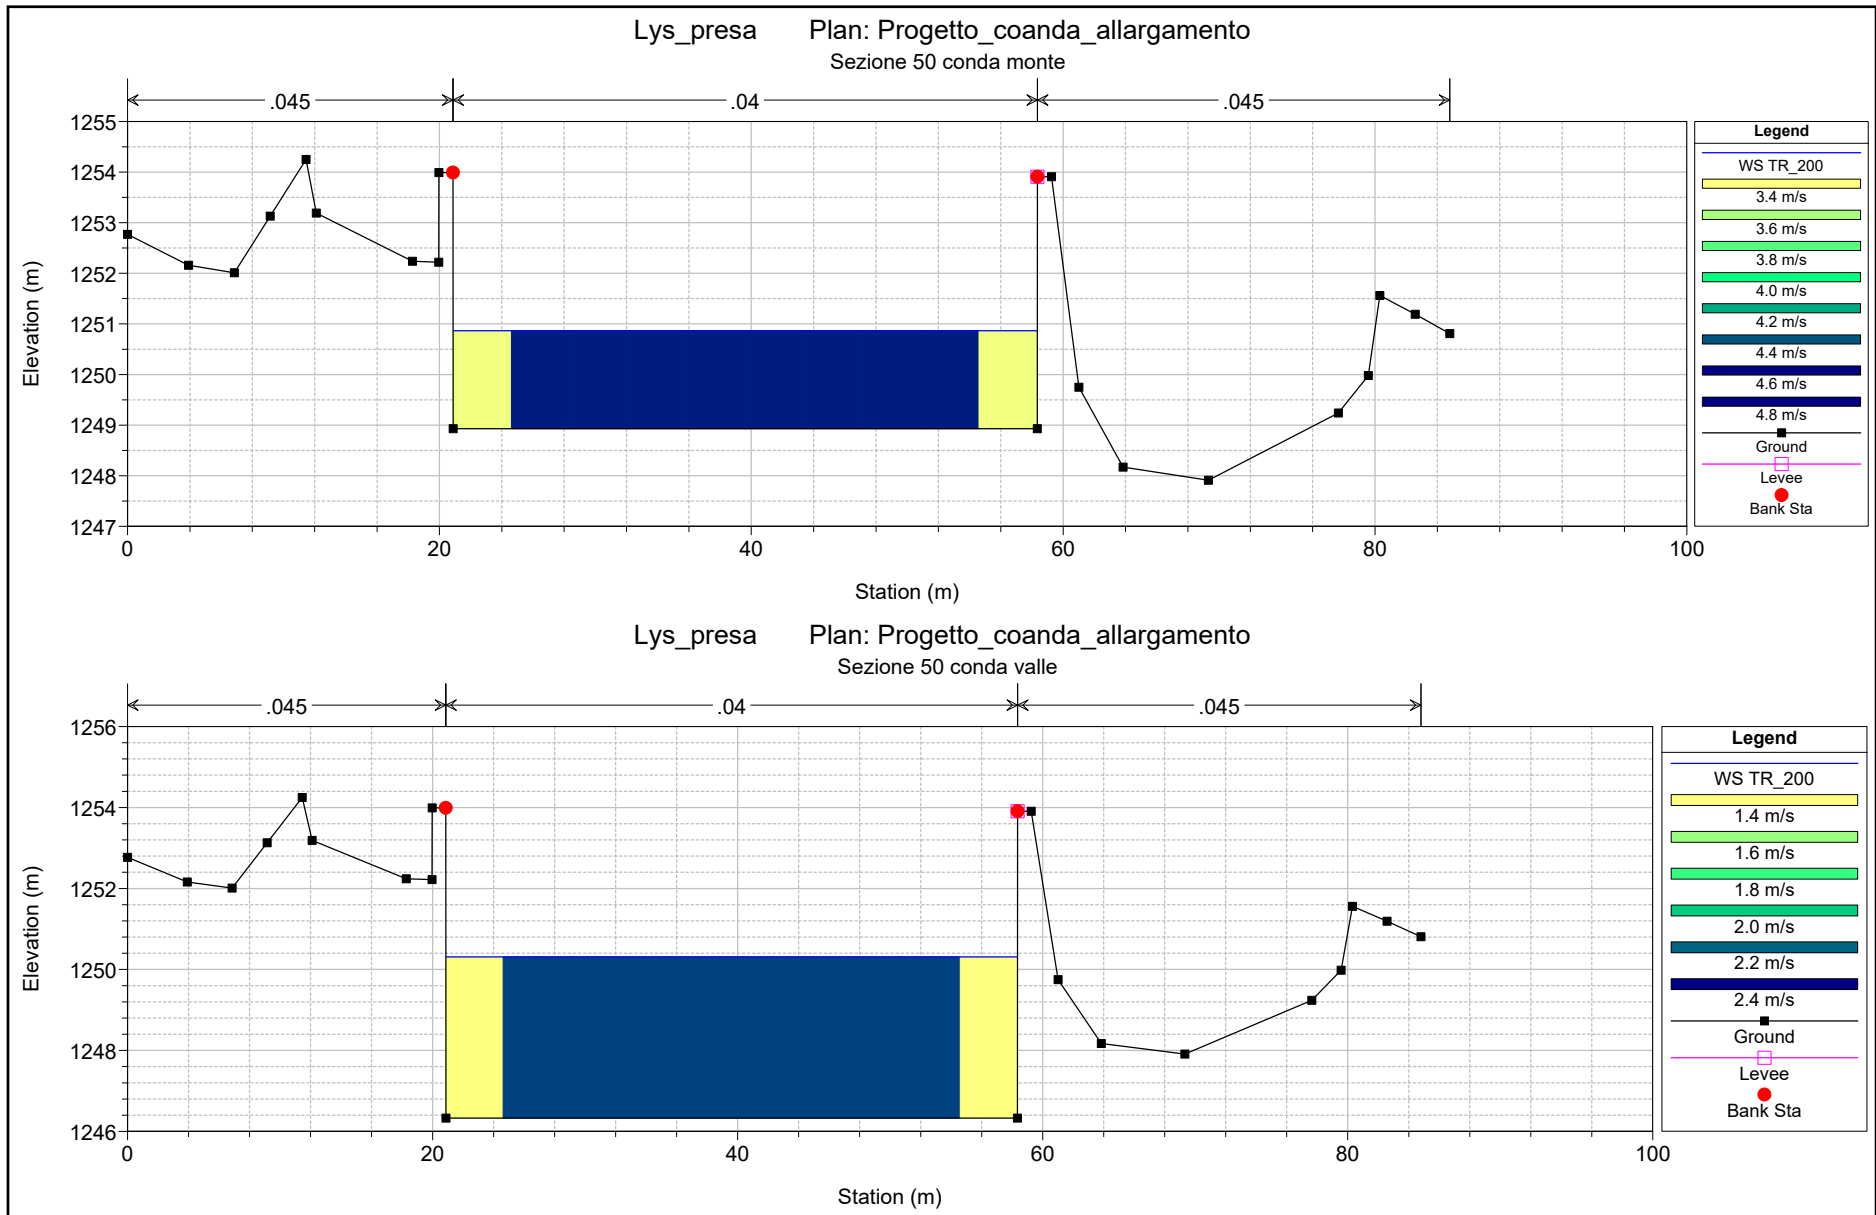 Lys_presa Plan: Progetto_coanda_allargamento
Sezione 50 conda monte
.045 .04 .045
1255
1254
1253
1252
1251
1250
1249
1248
1247
Elevation (m)
0 20 40 60 80 100
Station (m)
Legend
WS TR_200
3.4 m/s
3.6 m/s
3.8 m/s
4.0 m/s
4.2 m/s
4.4 m/s
4.6 m/s
4.8 m/s
Ground
Levee
Bank Sta
Lys_presa Plan: Progetto_coanda_allargamento
Sezione 50 conda valle
.045 .04 .045
1256
1254
1252
1250
1248
1246
Elevation (m)
0 20 40 60 80 100
Station (m)
Legend
WS TR_200
1.4 m/s
1.6 m/s
1.8 m/s
2.0 m/s
2.2 m/s
2.4 m/s
Ground
Levee
Bank Sta